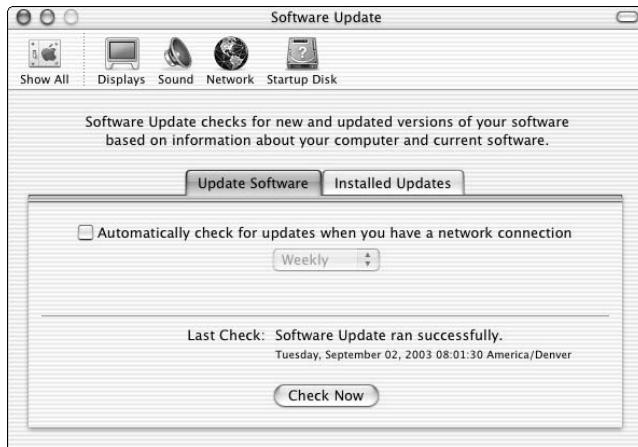 Software Update
Show All Displays Sound Network Startup Disk
Software Update checks for new and updated versions of your software
based on information about your computer and current software.
Update Software Installed Updates
Automatically check for updates when you have a network connection
Weekly
Last Check: Software Update ran successfully.
Tuesday, September 02, 2003 08:01:30 America/Denver
Check Now